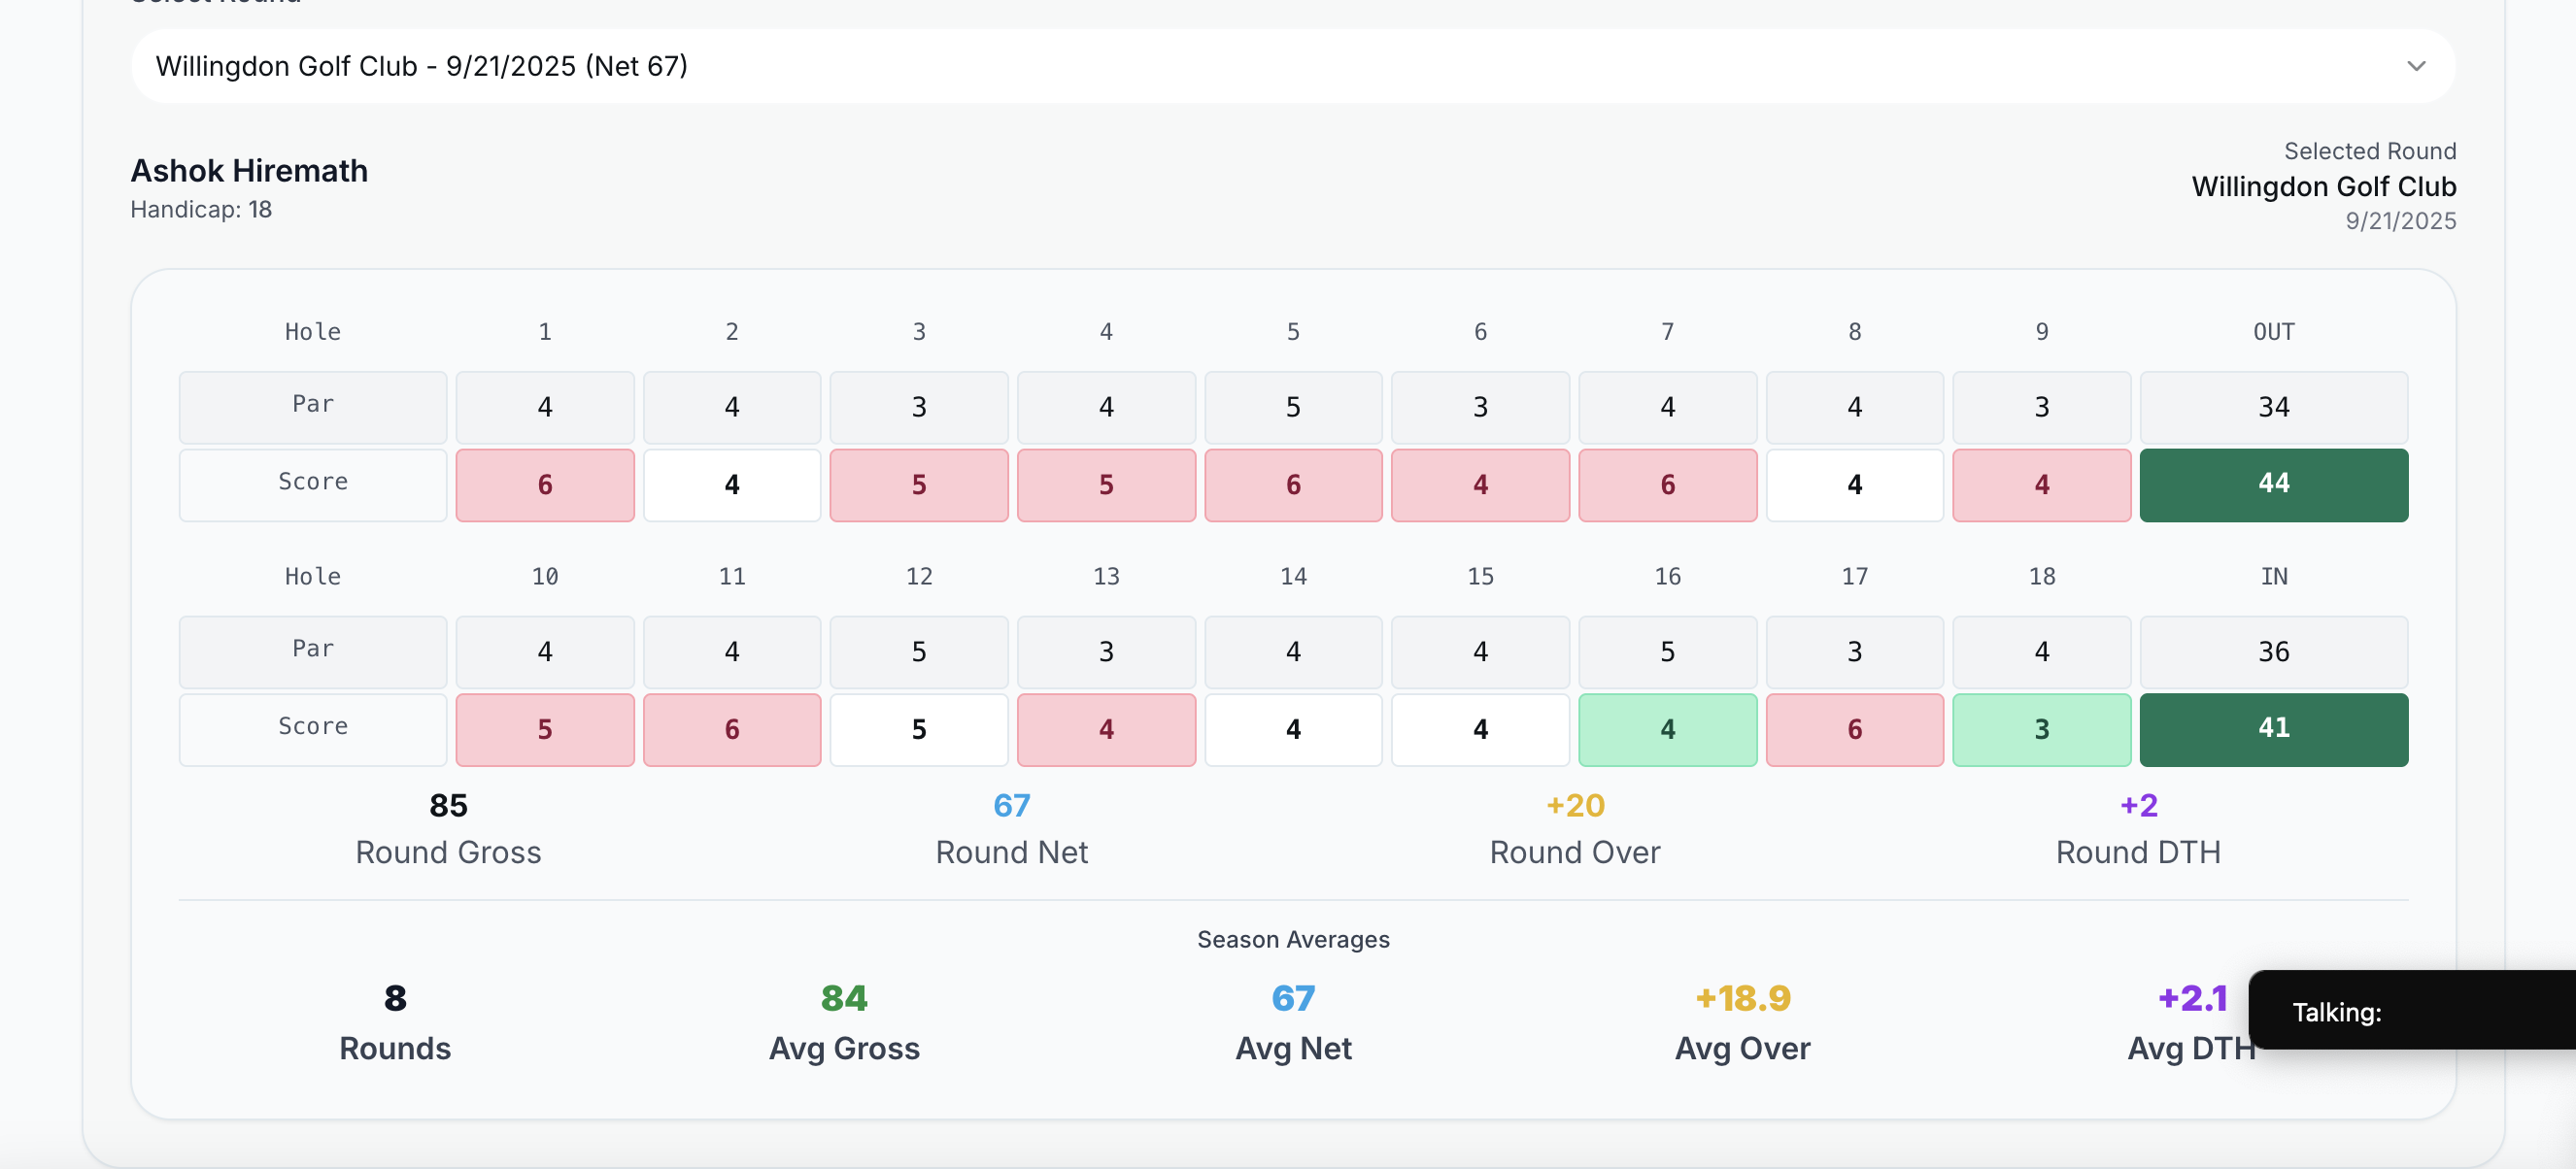 Select Round
Willingdon Golf Club - 9/21/2025 (Net 67)
Ashok Hiremath
Handicap: 18
Selected Round
Willingdon Golf Club
9/21/2025
Hole 1 2 3 4 5 6 7 8 9 OUT
Par 4 4 3 4 5 3 4 4 3 34
Score 6 4 5 5 6 4 6 4 4 44
Hole 10 11 12 13 14 15 16 17 18 IN
Par 4 4 5 3 4 4 5 3 4 36
Score 5 6 5 4 4 4 4 6 3 41
85 67 +20 +2
Round Gross Round Net Round Over Round DTH
Season Averages
8 84 67 +18.9 +2.1
Rounds Avg Gross Avg Net Avg Over Avg DTH
Talking: